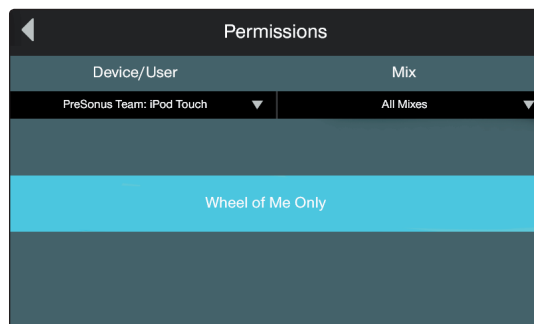 Permissions
Device/User Mix
PreSonus Team: iPod Touch All Mixes
Wheel of Me Only